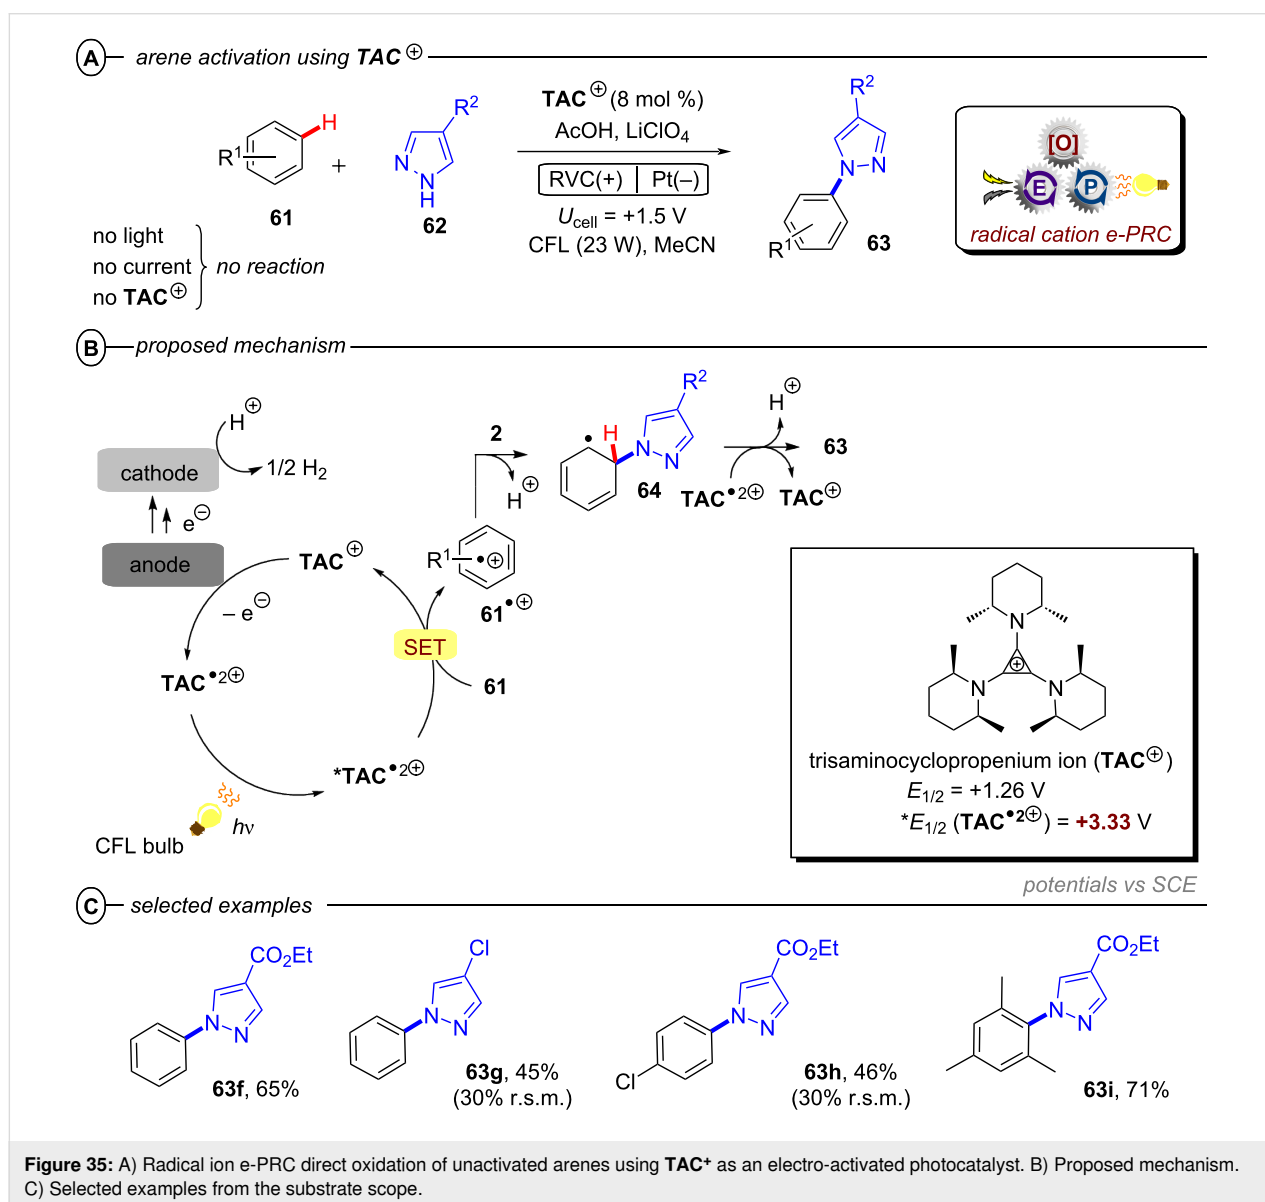 A arene activation using TAC⊕
R¹ H + N NH R²
61 62
TAC⊕ (8 mol %)
AcOH, LiClO₄
RVC(+) | Pt(–)
U_cell = +1.5 V
CFL (23 W), MeCN
R² N N R¹ 63
[O]
E P
radical cation e-PRC
no light
no current
no TAC⊕
no reaction
B proposed mechanism
H⊕
cathode 1/2 H₂
e⊖
anode TAC⊕
– e⊖
TAC•2⊕
hν
CFL bulb
*TAC•2⊕
SET
61
R¹ •⊕
61•⊕
2
H⊕
H N N R²
64
TAC•2⊕ TAC⊕
H⊕
63
N
N N
⊕
trisaminocyclopropenium ion (TAC⊕)
E1/2 = +1.26 V
*E1/2 (TAC•2⊕) = +3.33 V
potentials vs SCE
C selected examples
CO₂Et
N N
63f, 65%
Cl
N N
63g, 45%
(30% r.s.m.)
CO₂Et
N N
Cl
63h, 46%
(30% r.s.m.)
CO₂Et
N N
63i, 71%
Figure 35: A) Radical ion e-PRC direct oxidation of unactivated arenes using TAC⁺ as an electro-activated photocatalyst. B) Proposed mechanism.
C) Selected examples from the substrate scope.